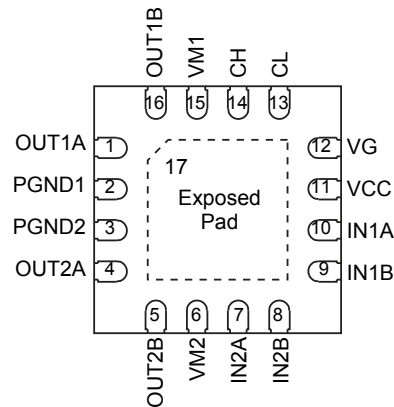 OUT1B
VM1
CH
CL
16
15
14
13
OUT1A 1
12 VG
17
PGND1 2
11 VCC
Exposed
Pad
PGND2 3
10 IN1A
OUT2A 4
9 IN1B
5
6
7
8
OUT2B
VM2
IN2A
IN2B